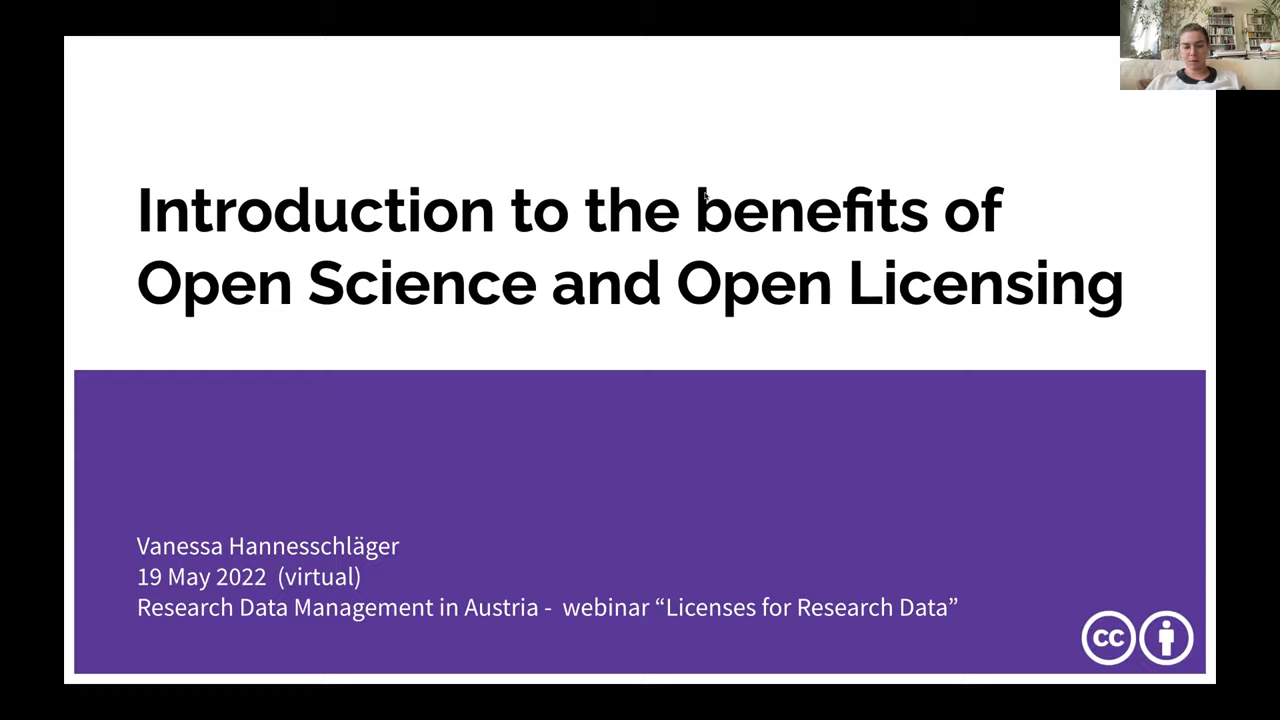 Introduction to the benefits of
Open Science and Open Licensing
Vanessa Hannesschläger
19 May 2022 (virtual)
Research Data Management in Austria - webinar “Licenses for Research Data”
cc